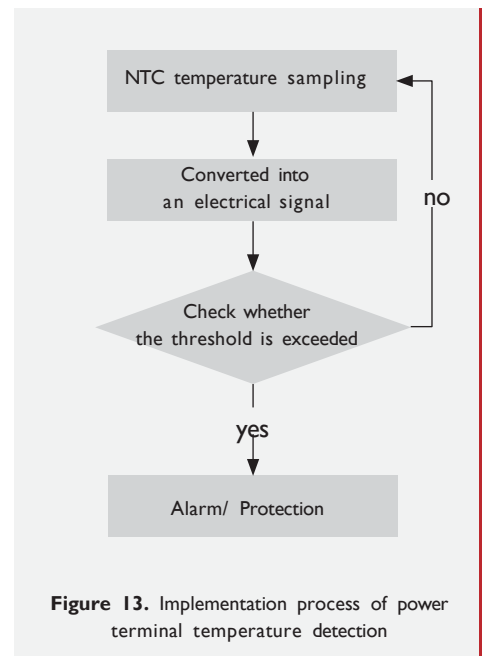 NTC temperature sampling
Converted into
an electrical signal
no
Check whether
the threshold is exceeded
yes
Alarm/ Protection
Figure 13. Implementation process of power
terminal temperature detection